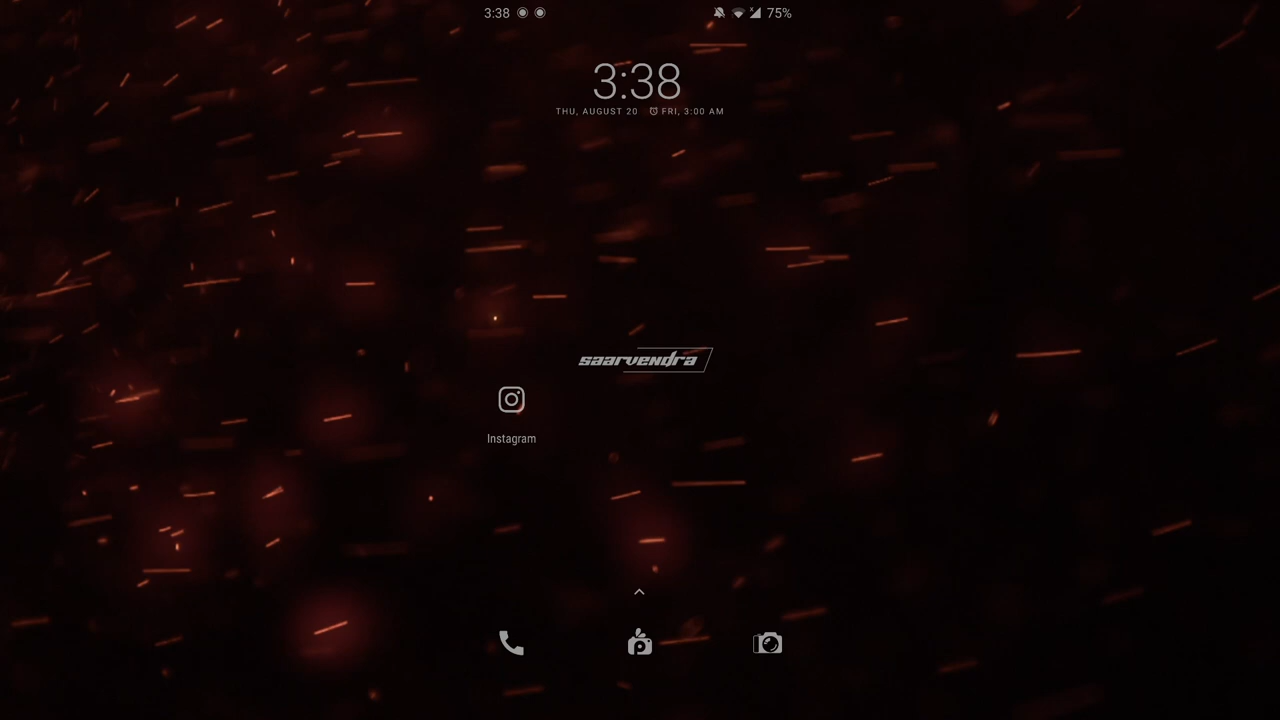 3:38 75%
3:38
THU, AUGUST 20 FRI, 3:00 AM
saarvendra
Instagram